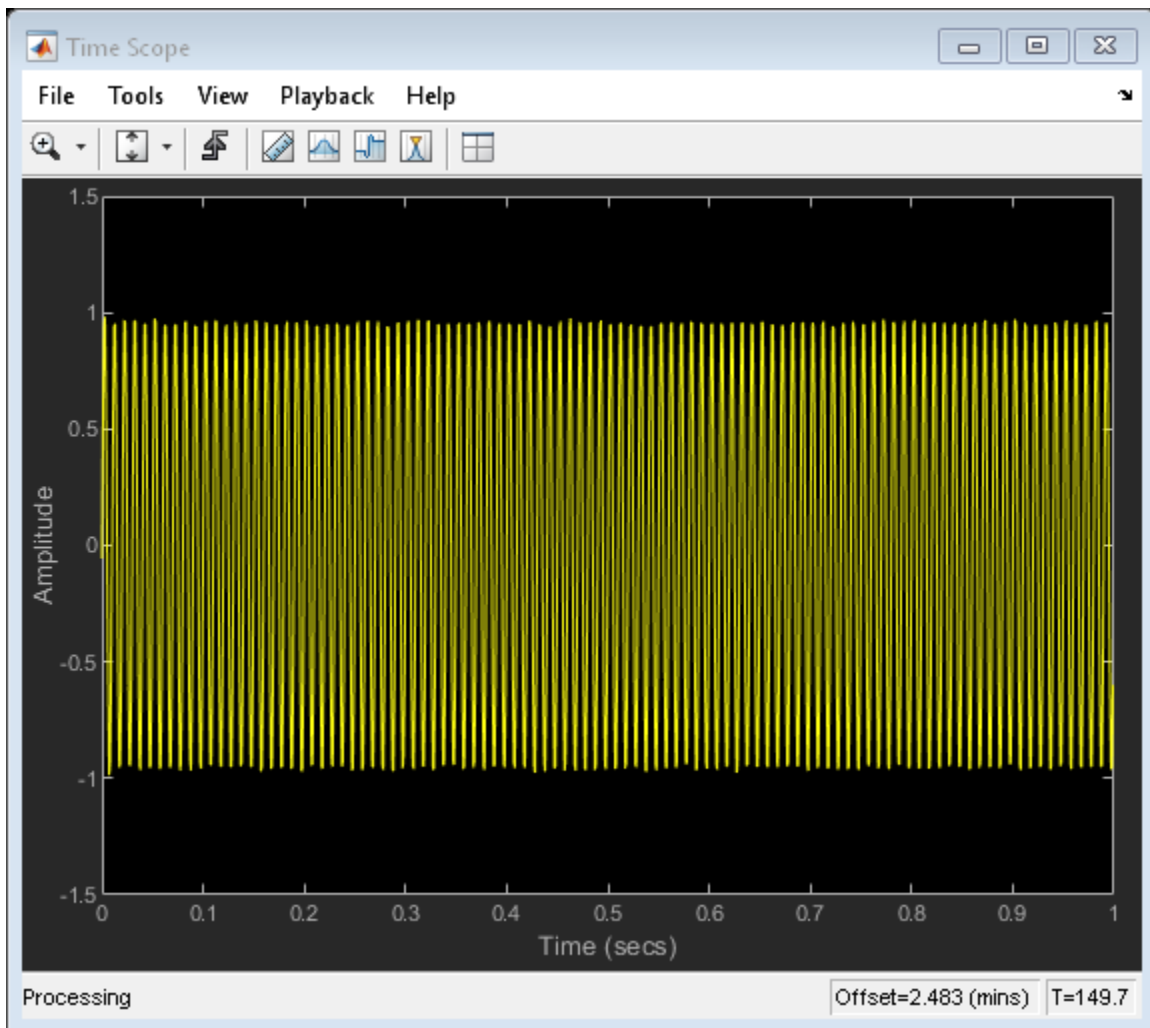 Time Scope
File Tools View Playback Help
1.5
1
0.5
0
-0.5
-1
-1.5
Amplitude
0 0.1 0.2 0.3 0.4 0.5 0.6 0.7 0.8 0.9 1
Time (secs)
Processing Offset=2.483 (mins) T=149.7